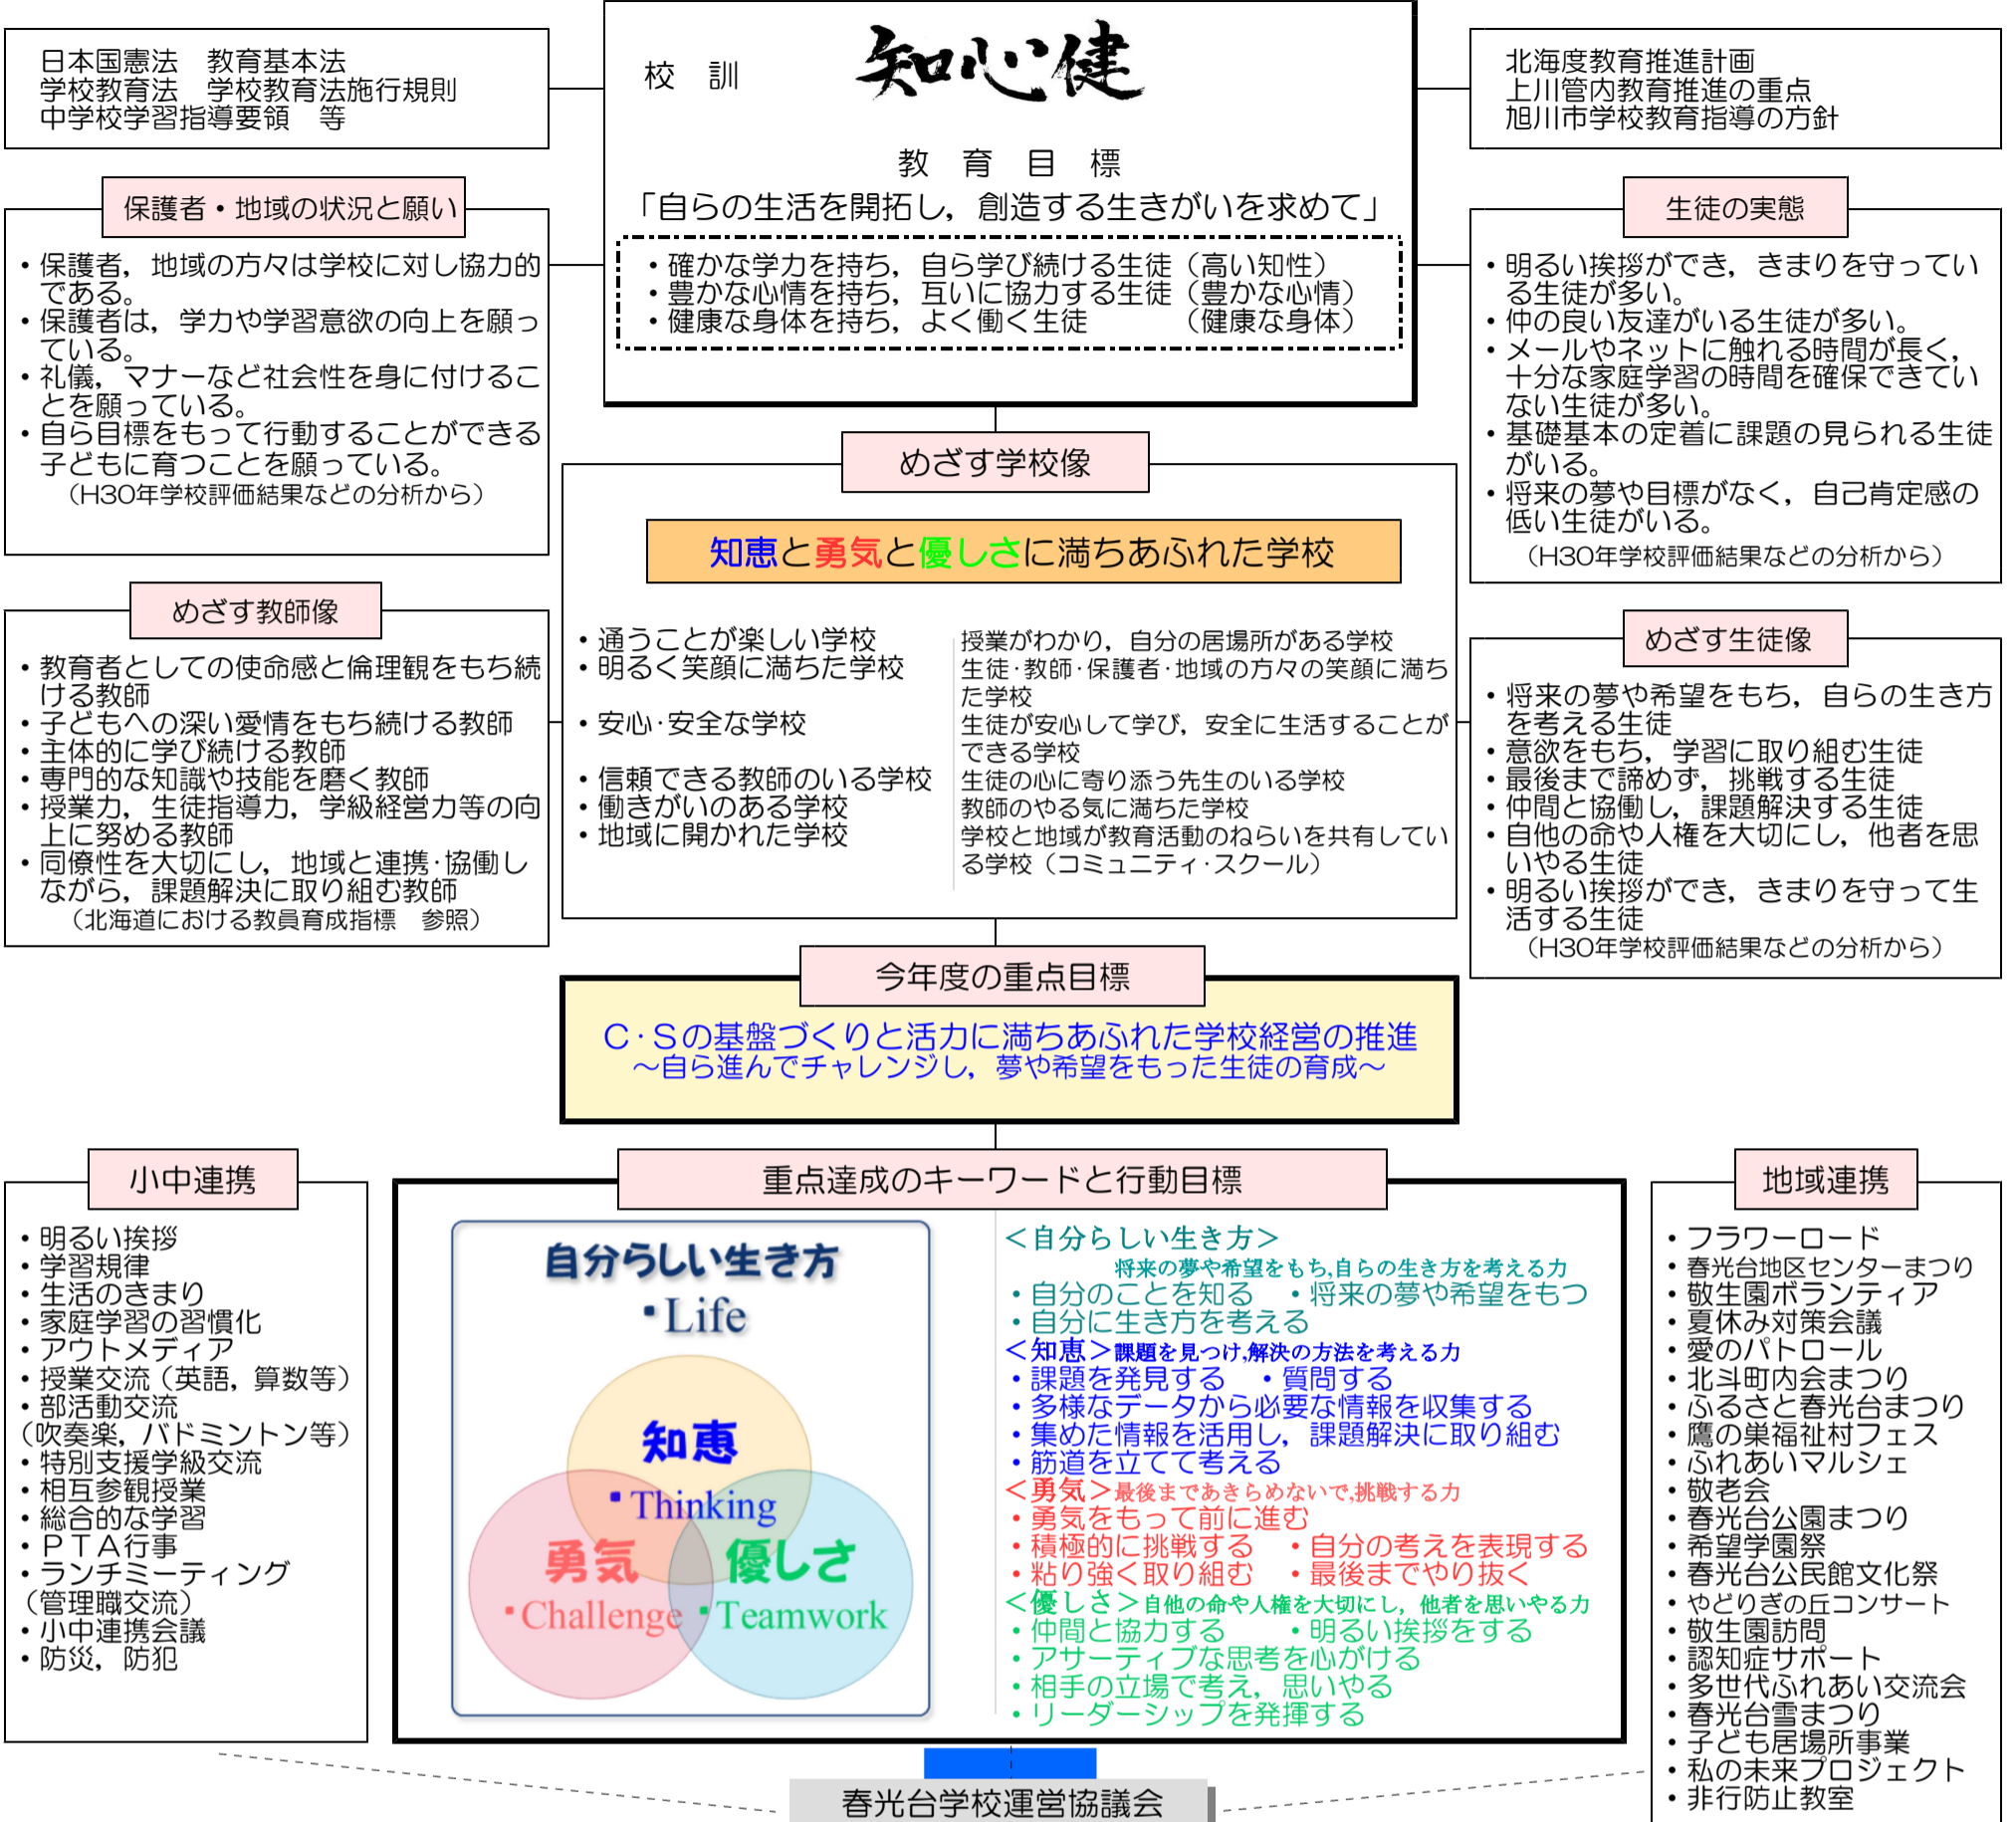 日本国憲法　教育基本法
学校教育法　学校教育法施行規則
中学校学習指導要領　等
校　訓
知心健
教　育　目　標
「自らの生活を開拓し，創造する生きがいを求めて」
・確かな学力を持ち，自ら学び続ける生徒（高い知性）
・豊かな心情を持ち，互いに協力する生徒（豊かな心情）
・健康な身体を持ち，よく働く生徒　　　（健康な身体）
北海度教育推進計画
上川管内教育推進の重点
旭川市学校教育指導の方針
保護者・地域の状況と願い
・保護者，地域の方々は学校に対し協力的
である。
・保護者は，学力や学習意欲の向上を願っ
ている。
・礼儀，マナーなど社会性を身に付けるこ
とを願っている。
・自ら目標をもって行動することができる
子どもに育つことを願っている。
（H30年学校評価結果などの分析から）
生徒の実態
・明るい挨拶ができ，きまりを守ってい
る生徒が多い。
・仲の良い友達がいる生徒が多い。
・メールやネットに触れる時間が長く，
十分な家庭学習の時間を確保できてい
ない生徒が多い。
・基礎基本の定着に課題の見られる生徒
がいる。
・将来の夢や目標がなく，自己肯定感の
低い生徒がいる。
（H30年学校評価結果などの分析から）
めざす学校像
知恵と勇気と優しさに満ちあふれた学校
・通うことが楽しい学校
・明るく笑顔に満ちた学校
・安心・安全な学校
・信頼できる教師のいる学校
・働きがいのある学校
・地域に開かれた学校
授業がわかり，自分の居場所がある学校
生徒・教師・保護者・地域の方々の笑顔に満ち
た学校
生徒が安心して学び，安全に生活することが
できる学校
生徒の心に寄り添う先生のいる学校
教師のやる気に満ちた学校
学校と地域が教育活動のねらいを共有してい
る学校（コミュニティ・スクール）
めざす教師像
・教育者としての使命感と倫理観をもち続
ける教師
・子どもへの深い愛情をもち続ける教師
・主体的に学び続ける教師
・専門的な知識や技能を磨く教師
・授業力，生徒指導力，学級経営力等の向
上に努める教師
・同僚性を大切にし，地域と連携・協働し
ながら，課題解決に取り組む教師
（北海道における教員育成指標　参照）
めざす生徒像
・将来の夢や希望をもち，自らの生き方
を考える生徒
・意欲をもち，学習に取り組む生徒
・最後まで諦めず，挑戦する生徒
・仲間と協働し，課題解決する生徒
・自他の命や人権を大切にし，他者を思
いやる生徒
・明るい挨拶ができ，きまりを守って生
活する生徒
（H30年学校評価結果などの分析から）
今年度の重点目標
C・Sの基盤づくりと活力に満ちあふれた学校経営の推進
～自ら進んでチャレンジし，夢や希望をもった生徒の育成～
小中連携
・明るい挨拶
・学習規律
・生活のきまり
・家庭学習の習慣化
・アウトメディア
・授業交流（英語，算数等）
・部活動交流
（吹奏楽，バドミントン等）
・特別支援学級交流
・相互参観授業
・総合的な学習
・ＰＴＡ行事
・ランチミーティング
（管理職交流）
・小中連携会議
・防災，防犯
重点達成のキーワードと行動目標
自分らしい生き方
・Life
知恵
・Thinking
勇気
・Challenge
優しさ
・Teamwork
＜自分らしい生き方＞
将来の夢や希望をもち,自らの生き方を考える力
・自分のことを知る　・将来の夢や希望をもつ
・自分に生き方を考える
＜知恵＞課題を見つけ,解決の方法を考える力
・課題を発見する　・質問する
・多様なデータから必要な情報を収集する
・集めた情報を活用し，課題解決に取り組む
・筋道を立てて考える
＜勇気＞最後まであきらめないで,挑戦する力
・勇気をもって前に進む
・積極的に挑戦する　・自分の考えを表現する
・粘り強く取り組む　・最後までやり抜く
＜優しさ＞自他の命や人権を大切にし，他者を思いやる力
・仲間と協力する　　・明るい挨拶をする
・アサーティブな思考を心がける
・相手の立場で考え，思いやる
・リーダーシップを発揮する
地域連携
・フラワーロード
・春光台地区センターまつり
・敬生園ボランティア
・夏休み対策会議
・愛のパトロール
・北斗町内会まつり
・ふるさと春光台まつり
・鷹の巣福祉村フェス
・ふれあいマルシェ
・敬老会
・春光台公園まつり
・希望学園祭
・春光台公民館文化祭
・やどりぎの丘コンサート
・敬生園訪問
・認知症サポート
・多世代ふれあい交流会
・春光台雪まつり
・子ども居場所事業
・私の未来プロジェクト
・非行防止教室
春光台学校運営協議会